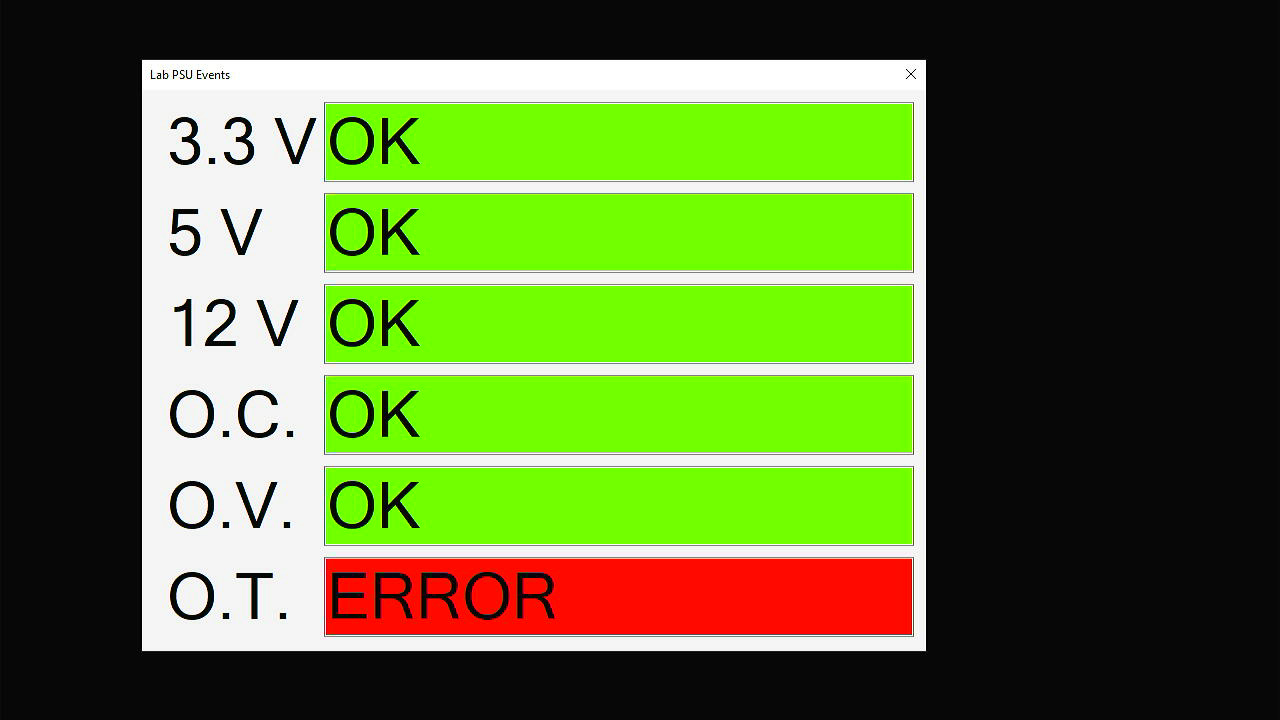 Lab PSU Events
3.3 V OK
5 V OK
12 V OK
O.C. OK
O.V. OK
O.T. ERROR